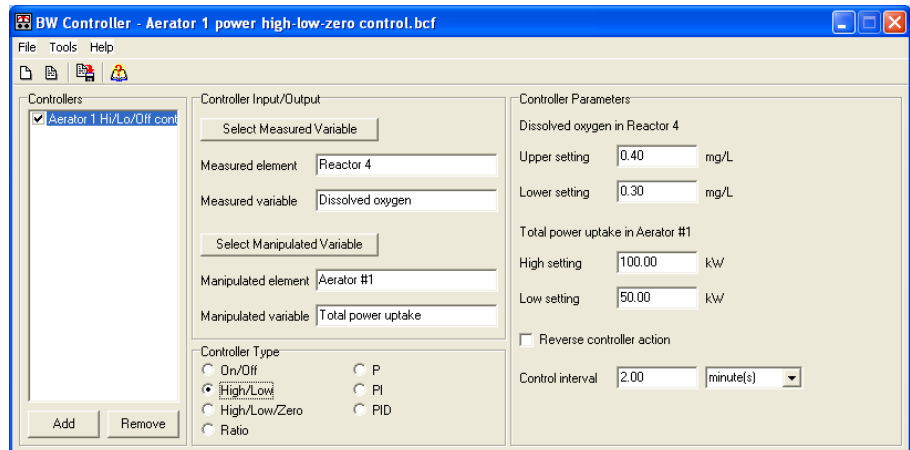 BW Controller - Aerator 1 power high-low-zero control.bcf
File Tools Help
Controllers
Aerator 1 Hi/Lo/Off cont
Add Remove
Controller Input/Output
Select Measured Variable
Measured element Reactor 4
Measured variable Dissolved oxygen
Select Manipulated Variable
Manipulated element Aerator #1
Manipulated variable Total power uptake
Controller Type
On/Off P
High/Low PI
High/Low/Zero PID
Ratio
Controller Parameters
Dissolved oxygen in Reactor 4
Upper setting 0.40 mg/L
Lower setting 0.30 mg/L
Total power uptake in Aerator #1
High setting 100.00 kW
Low setting 50.00 kW
Reverse controller action
Control interval 2.00 minute(s)